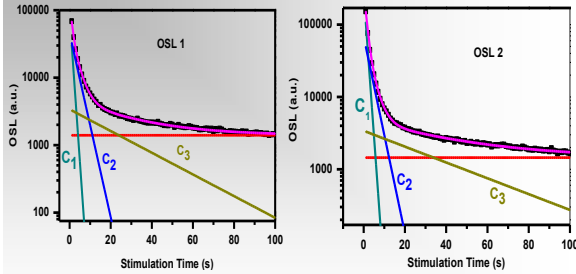 OSL 1
100000
10000
1000
100
OSL (a.u.)
C1
C2
C3
0 20 40 60 80 100
Stimulation Time (s)
OSL 2
100000
10000
1000
OSL (a.u.)
C1
C2
C3
0 20 40 60 80 100
Stimulation Time (s)